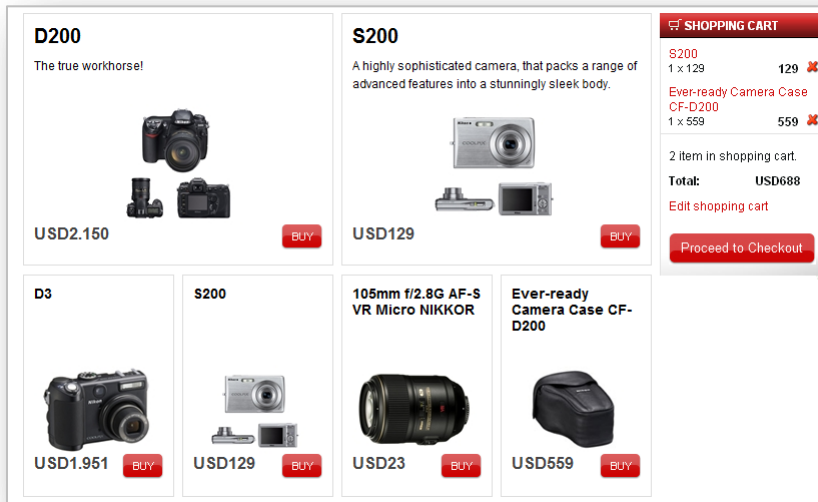 D200
The true workhorse!
USD2.150
BUY
S200
A highly sophisticated camera, that packs a range of
advanced features into a stunningly sleek body.
USD129
BUY
D3
USD1.951
BUY
S200
USD129
BUY
105mm f/2.8G AF-S
VR Micro NIKKOR
USD23
BUY
Ever-ready
Camera Case CF-
D200
USD559
BUY
SHOPPING CART
S200
1 x 129 129
Ever-ready Camera Case
CF-D200
1 x 559 559
2 item in shopping cart.
Total: USD688
Edit shopping cart
Proceed to Checkout